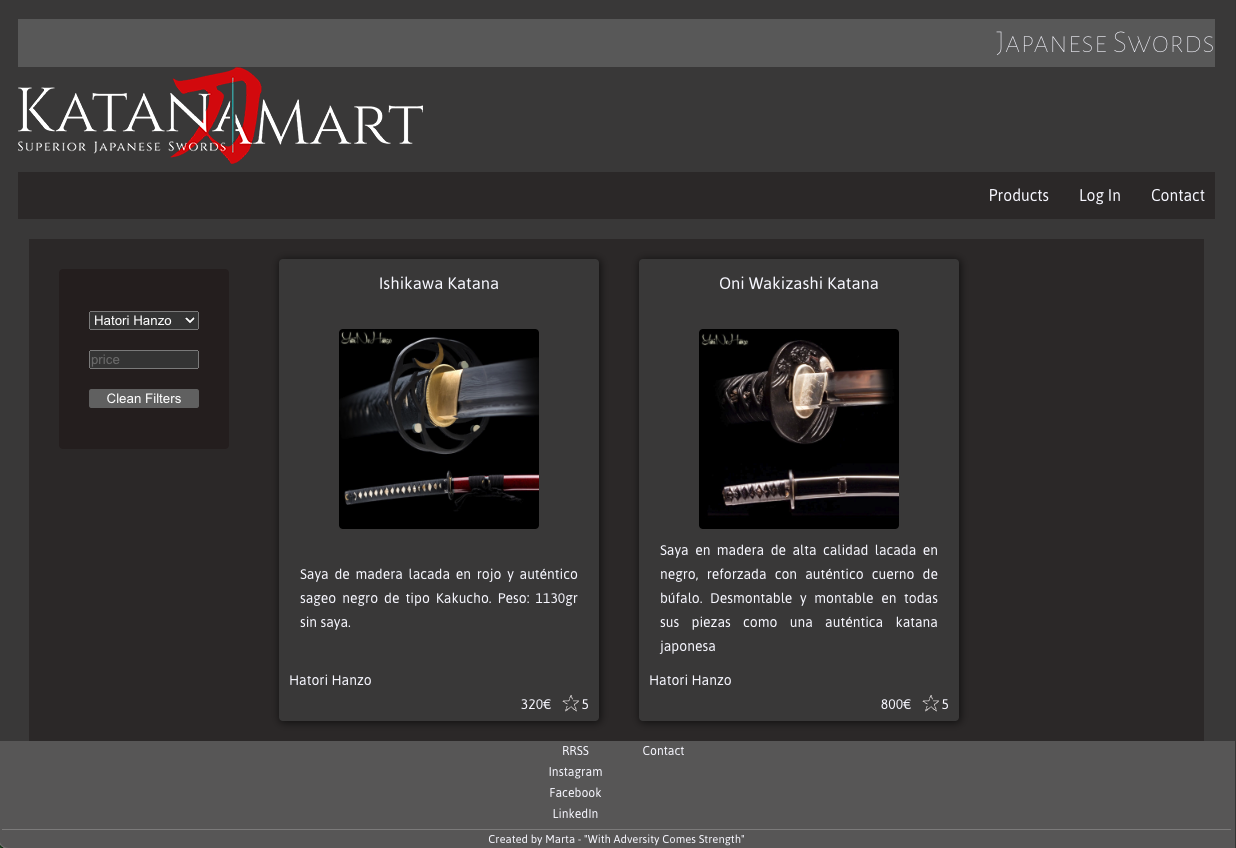 Japanese Swords
Katana Mart
刀
Superior Japanese Swords
Products Log In Contact
Hatori Hanzo
price
Clean Filters
Ishikawa Katana
Saya de madera lacada en rojo y auténtico
sageo negro de tipo Kakucho. Peso: 1130gr
sin saya.
Hatori Hanzo
320€ 5
Oni Wakizashi Katana
Saya en madera de alta calidad lacada en
negro, reforzada con auténtico cuerno de
búfalo. Desmontable y montable en todas
sus piezas como una auténtica katana
japonesa
Hatori Hanzo
800€ 5
RRSS
Instagram
Facebook
LinkedIn
Contact
Created by Marta - "With Adversity Comes Strength"